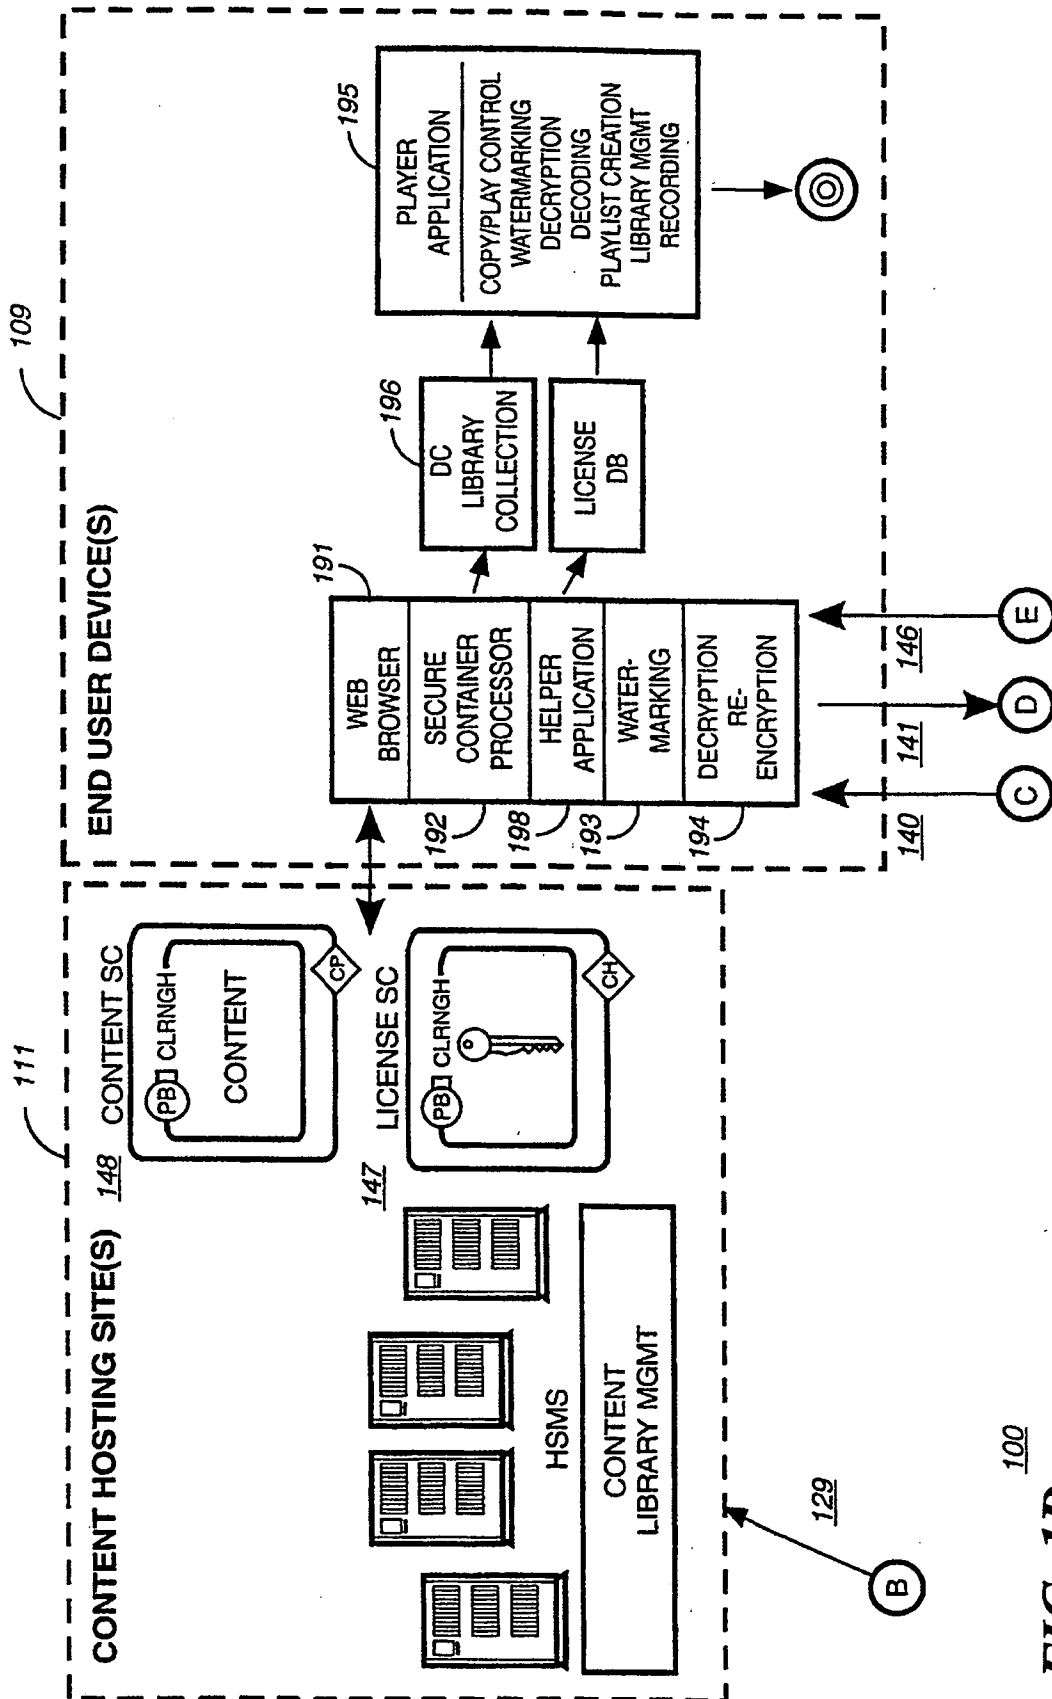 111
109
CONTENT HOSTING SITE(S)
148
CONTENT SC
PB
CLRNGH
CONTENT
CP
147
LICENSE SC
PB
CLRNGH
CH
HSMS
CONTENT
LIBRARY MGMT
129
B
END USER DEVICE(S)
191
WEB
BROWSER
SECURE
CONTAINER
PROCESSOR
192
HELPER
APPLICATION
198
WATER-
MARKING
193
DECRYPTION
RE-
ENCRYPTION
194
196
DC
LIBRARY
COLLECTION
LICENSE
DB
195
PLAYER
APPLICATION
COPY/PLAY CONTROL
WATERMARKING
DECRYPTION
DECODING
PLAYLIST CREATION
LIBRARY MGMT
RECORDING
140
141
146
C
D
E
100